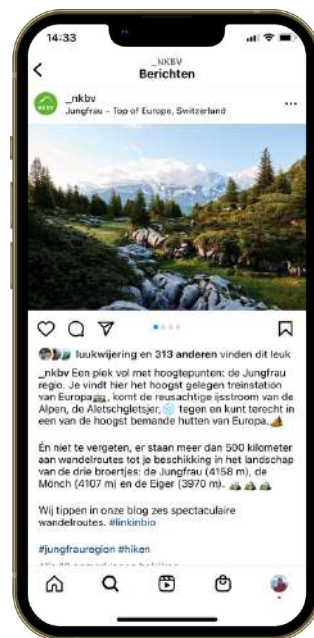 14:33
_NKBV
Berichten
_nkbv
Jungfrau - Top of Europe, Switzerland
luukwijering en 313 anderen vinden dit leuk
_nkbv Een plek vol met hoogtepunten: de Jungfrau
regio. Je vindt hier het hoogst gelegen treinstation
van Europa, komt de reusachtige ijsstroom van de
Alpen, de Aletschgletsjer, tegen en kunt terecht in
een van de hoogst bemande hutten van Europa.
Én niet te vergeten, er staan meer dan 500 kilometer
aan wandelroutes tot je beschikking in het landschap
van de drie broertjes: de Jungfrau (4158 m), de
Mönch (4107 m) en de Eiger (3970 m).
Wij tippen in onze blog zes spectaculaire
wandelroutes. #linkinbio
#jungfrauregion #hiken